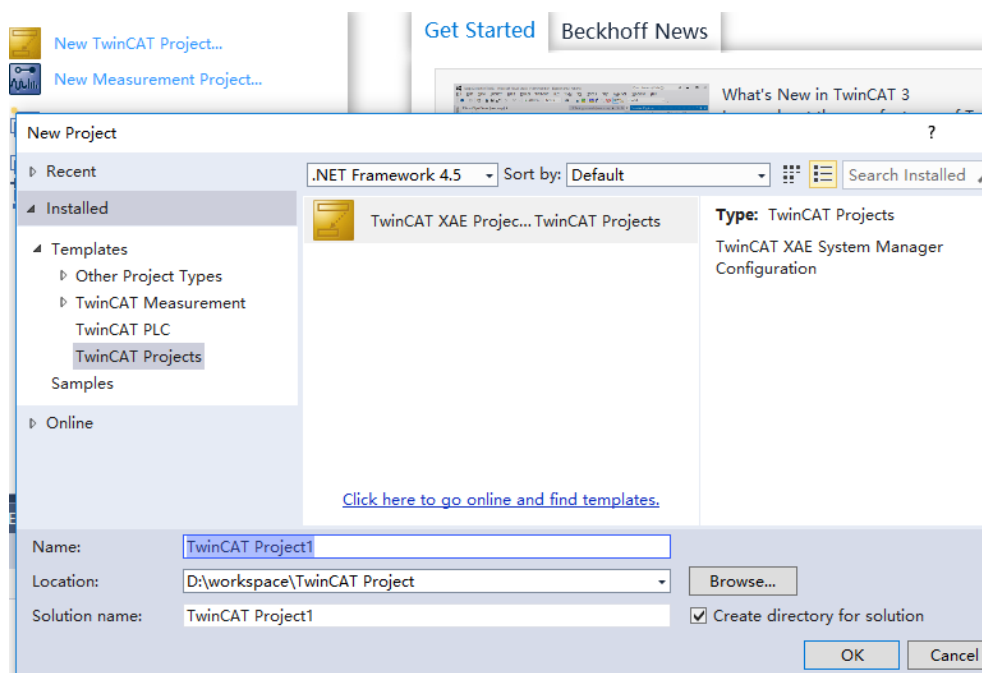 Get Started
Beckhoff News
New TwinCAT Project...
New Measurement Project...
What's New in TwinCAT 3
New Project
?
Recent
.NET Framework 4.5
Sort by:
Default
Search Installed
Installed
TwinCAT XAE Projec... TwinCAT Projects
Type: TwinCAT Projects
TwinCAT XAE System Manager
Configuration
Templates
Other Project Types
TwinCAT Measurement
TwinCAT PLC
TwinCAT Projects
Samples
Online
Click here to go online and find templates.
Name:
TwinCAT Project1
Location:
D:\workspace\TwinCAT Project
Browse...
Solution name:
TwinCAT Project1
Create directory for solution
OK
Cancel